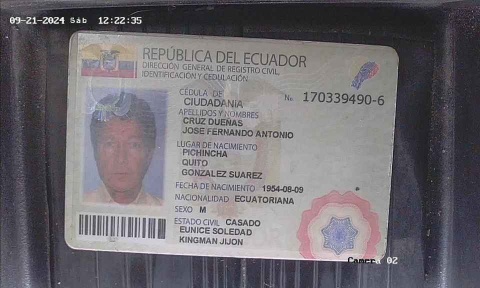 09-21-2024 Sáb 12:22:35
REPÚBLICA DEL ECUADOR
DIRECCIÓN GENERAL DE REGISTRO CIVIL,
IDENTIFICACIÓN Y CEDULACIÓN
CÉDULA DE No. 170339490-6
CIUDADANÍA
APELLIDOS Y NOMBRES
CRUZ DUEÑAS
JOSE FERNANDO ANTONIO
LUGAR DE NACIMIENTO
PICHINCHA
QUITO
GONZALEZ SUAREZ
FECHA DE NACIMIENTO 1954-08-09
NACIONALIDAD ECUATORIANA
SEXO M
ESTADO CIVIL CASADO
EUNICE SOLEDAD
KINGMAN JIJON
Camera 02